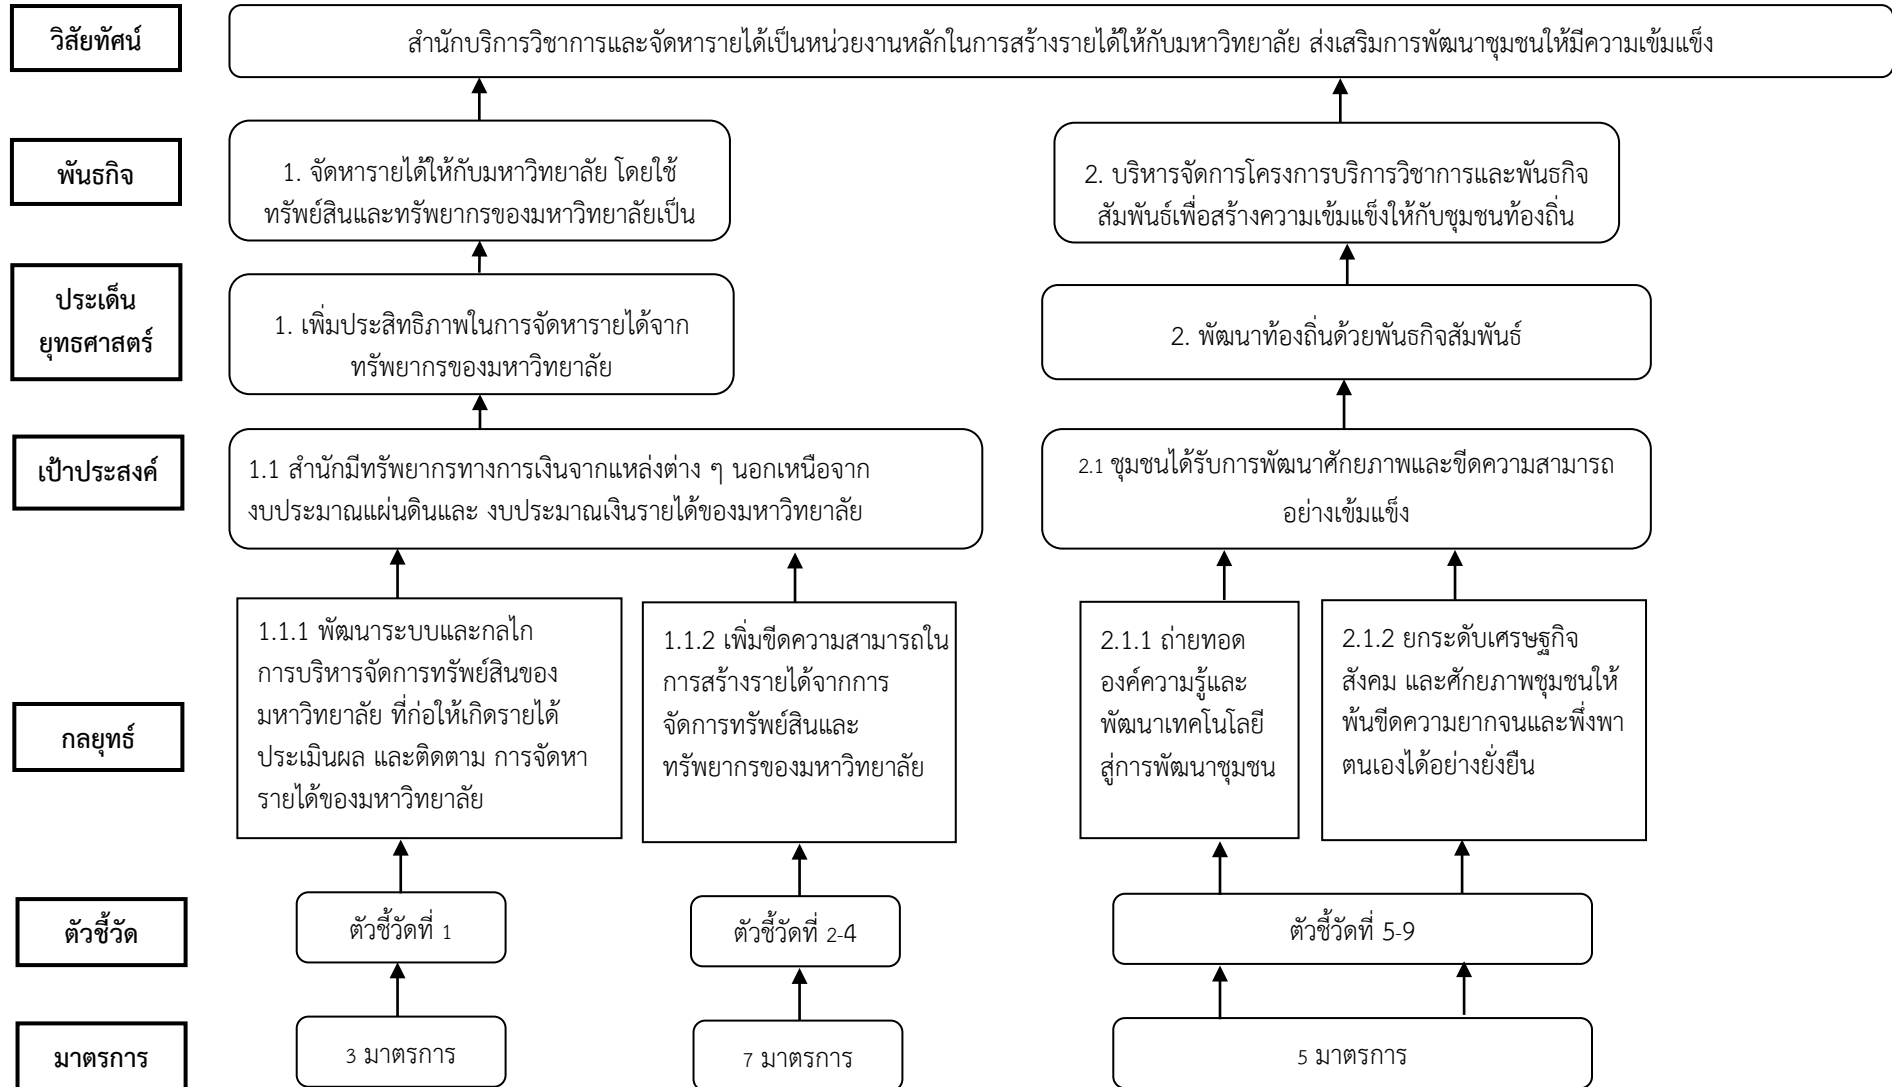 วิสัยทัศน์
สำนักบริการวิชาการและจัดหารายได้เป็นหน่วยงานหลักในการสร้างรายได้ให้กับมหาวิทยาลัย ส่งเสริมการพัฒนาชุมชนให้มีความเข้มแข็ง
พันธกิจ
1. จัดหารายได้ให้กับมหาวิทยาลัย โดยใช้
ทรัพย์สินและทรัพยากรของมหาวิทยาลัยเป็น
2. บริหารจัดการโครงการบริการวิชาการและพันธกิจ
สัมพันธ์เพื่อสร้างความเข้มแข็งให้กับชุมชนท้องถิ่น
ประเด็น
ยุทธศาสตร์
1. เพิ่มประสิทธิภาพในการจัดหารายได้จาก
ทรัพยากรของมหาวิทยาลัย
2. พัฒนาท้องถิ่นด้วยพันธกิจสัมพันธ์
เป้าประสงค์
1.1 สำนักมีทรัพยากรทางการเงินจากแหล่งต่าง ๆ นอกเหนือจาก
งบประมาณแผ่นดินและ งบประมาณเงินรายได้ของมหาวิทยาลัย
2.1 ชุมชนได้รับการพัฒนาศักยภาพและขีดความสามารถ
อย่างเข้มแข็ง
กลยุทธ์
1.1.1 พัฒนาระบบและกลไก
การบริหารจัดการทรัพย์สินของ
มหาวิทยาลัย ที่ก่อให้เกิดรายได้
ประเมินผล และติดตาม การจัดหา
รายได้ของมหาวิทยาลัย
1.1.2 เพิ่มขีดความสามารถใน
การสร้างรายได้จากการ
จัดการทรัพย์สินและ
ทรัพยากรของมหาวิทยาลัย
2.1.1 ถ่ายทอด
องค์ความรู้และ
พัฒนาเทคโนโลยี
สู่การพัฒนาชุมชน
2.1.2 ยกระดับเศรษฐกิจ
สังคม และศักยภาพชุมชนให้
พ้นขีดความยากจนและพึ่งพา
ตนเองได้อย่างยั่งยืน
ตัวชี้วัด
ตัวชี้วัดที่ 1
ตัวชี้วัดที่ 2-4
ตัวชี้วัดที่ 5-9
มาตรการ
3 มาตรการ
7 มาตรการ
5 มาตรการ